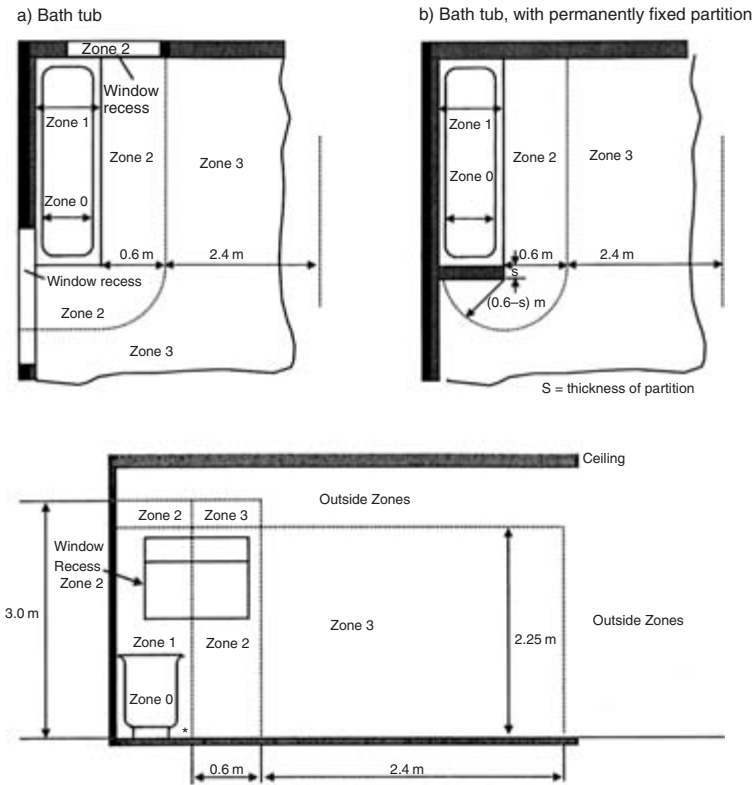 a) Bath tub
Zone 2
Window
recess
Zone 1
Zone 2
Zone 3
Zone 0
0.6 m
2.4 m
Window recess
Zone 2
Zone 3
b) Bath tub, with permanently fixed partition
Zone 1
Zone 2
Zone 3
Zone 0
0.6 m
2.4 m
s
(0.6–s) m
S = thickness of partition
Ceiling
Outside Zones
Zone 2
Zone 3
Window
Recess
Zone 2
3.0 m
Zone 1
Zone 2
Zone 3
2.25 m
Outside Zones
Zone 0
*
0.6 m
2.4 m